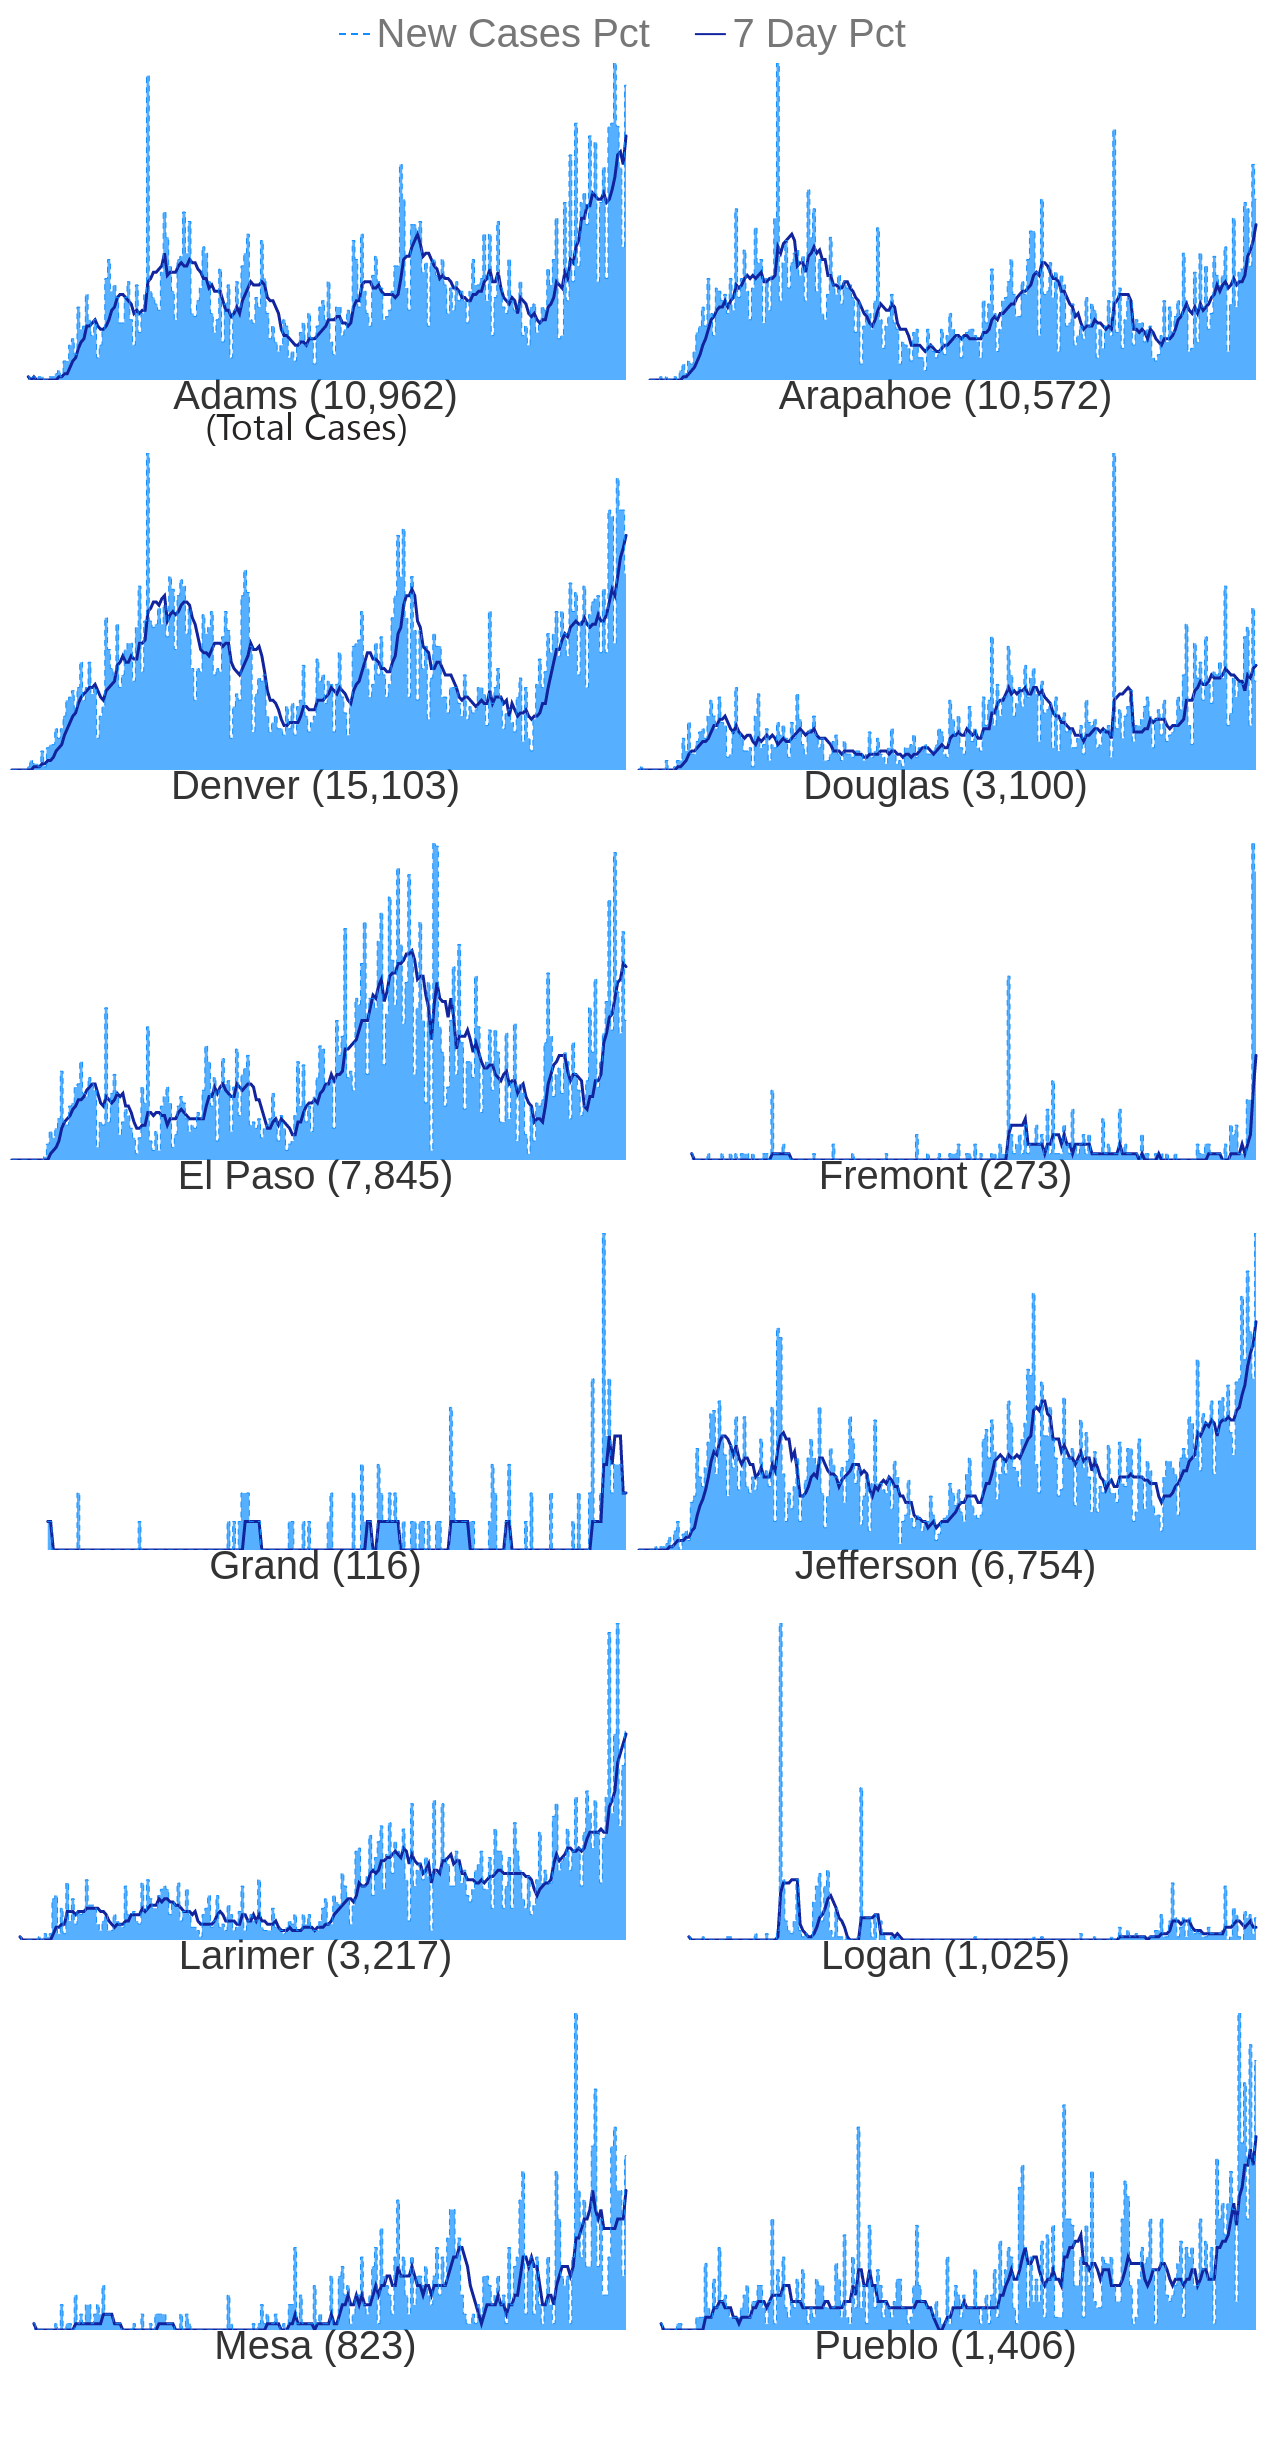 New Cases Pct 7 Day Pct
Adams (10,962) Arapahoe (10,572)
(Total Cases)
Denver (15,103) Douglas (3,100)
El Paso (7,845) Fremont (273)
Grand (116) Jefferson (6,754)
Larimer (3,217) Logan (1,025)
Mesa (823) Pueblo (1,406)